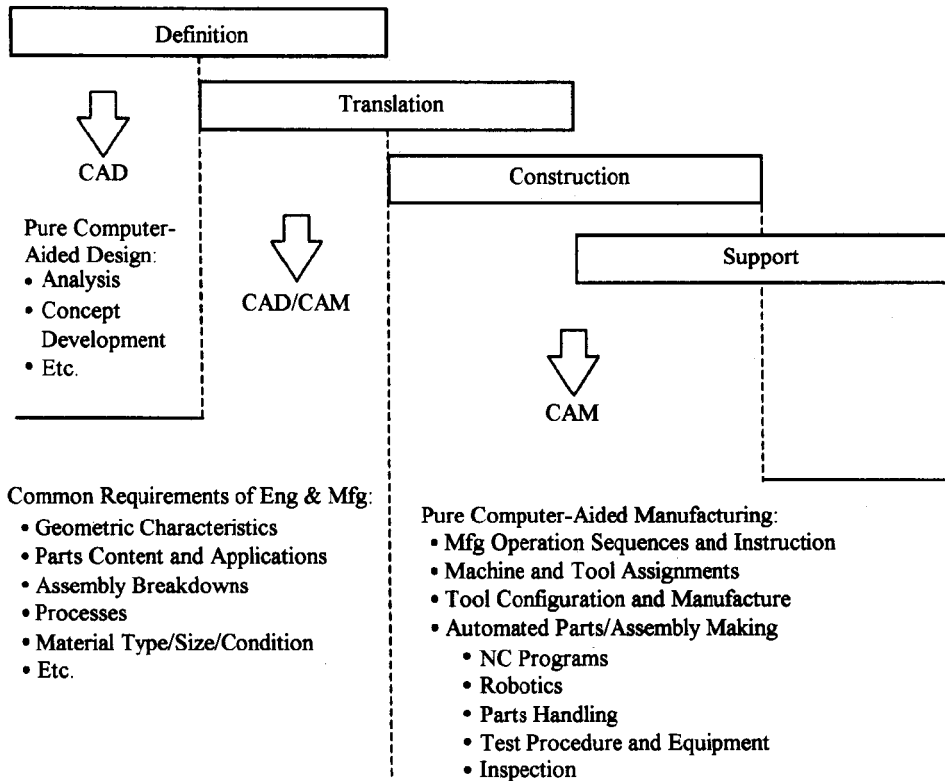 Definition
Translation
Construction
Support
CAD
Pure Computer-
Aided Design:
• Analysis
• Concept
Development
• Etc.
CAD/CAM
CAM
Common Requirements of Eng & Mfg:
• Geometric Characteristics
• Parts Content and Applications
• Assembly Breakdowns
• Processes
• Material Type/Size/Condition
• Etc.
Pure Computer-Aided Manufacturing:
• Mfg Operation Sequences and Instruction
• Machine and Tool Assignments
• Tool Configuration and Manufacture
• Automated Parts/Assembly Making
• NC Programs
• Robotics
• Parts Handling
• Test Procedure and Equipment
• Inspection